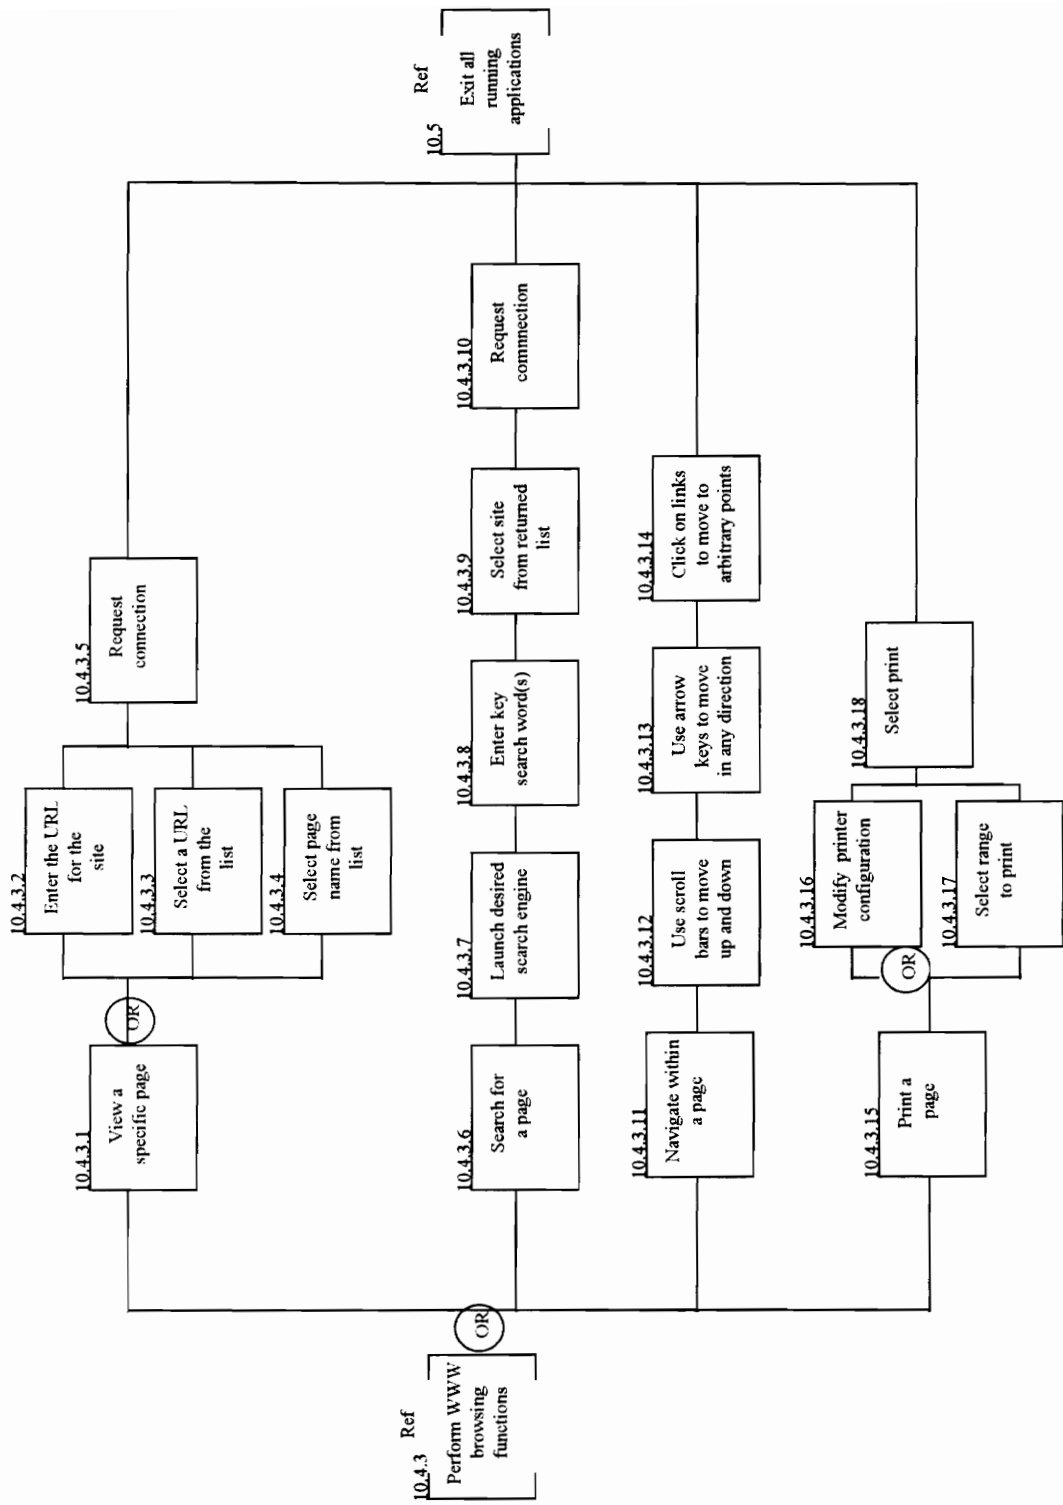 10.4.3 Ref
Perform WWW
browsing
functions
OR
10.4.3.1
View a
specific page
OR
10.4.3.2
Enter the URL
for the
site
10.4.3.3
Select a URL
from the
list
10.4.3.4
Select page
name from
list
10.4.3.5
Request
connection
10.4.3.6
Search for
a page
10.4.3.7
Launch desired
search engine
10.4.3.8
Enter key
search word(s)
10.4.3.9
Select site
from returned
list
10.4.3.10
Request
comnnection
10.4.3.11
Navigate within
a page
10.4.3.12
Use scroll
bars to move
up and down
10.4.3.13
Use arrow
keys to move
in any direction
10.4.3.14
Click on links
to move to
arbitrary points
10.4.3.15
Print a
page
OR
10.4.3.16
Modify printer
configuration
10.4.3.17
Select range
to print
10.4.3.18
Select print
10.5 Ref
Exit all
running
applications